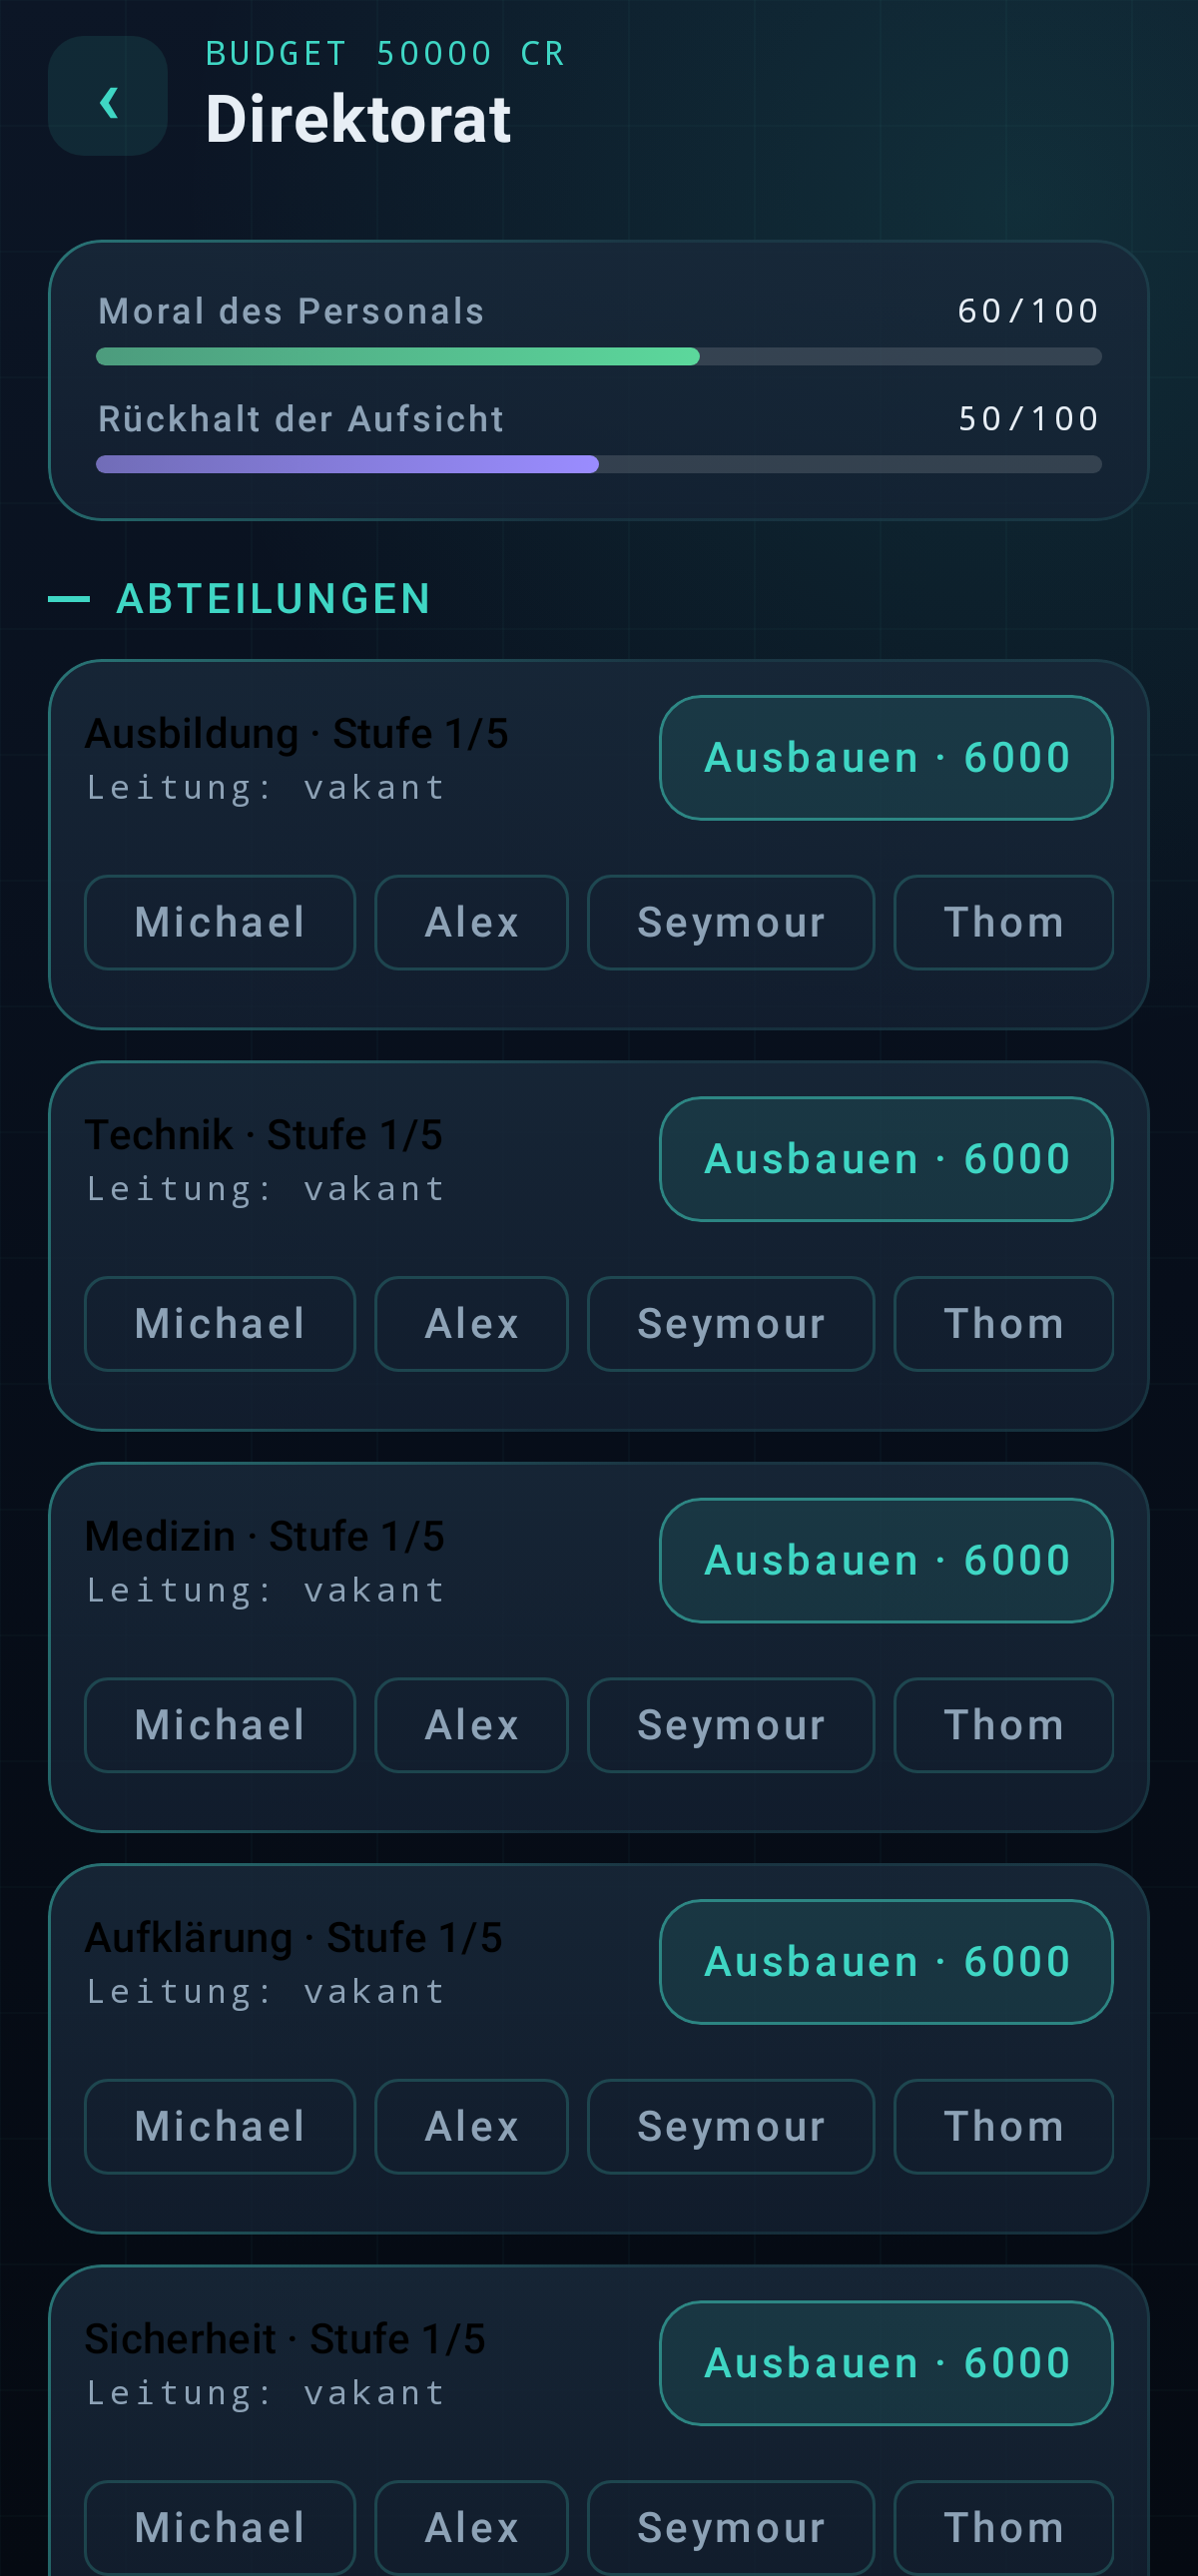 BUDGET 50000 CR
Direktorat
Moral des Personals 60/100
Rückhalt der Aufsicht 50/100
ABTEILUNGEN
Ausbildung · Stufe 1/5
Leitung: vakant
Ausbauen · 6000
Michael Alex Seymour Thom
Technik · Stufe 1/5
Leitung: vakant
Ausbauen · 6000
Michael Alex Seymour Thom
Medizin · Stufe 1/5
Leitung: vakant
Ausbauen · 6000
Michael Alex Seymour Thom
Aufklärung · Stufe 1/5
Leitung: vakant
Ausbauen · 6000
Michael Alex Seymour Thom
Sicherheit · Stufe 1/5
Leitung: vakant
Ausbauen · 6000
Michael Alex Seymour Thom